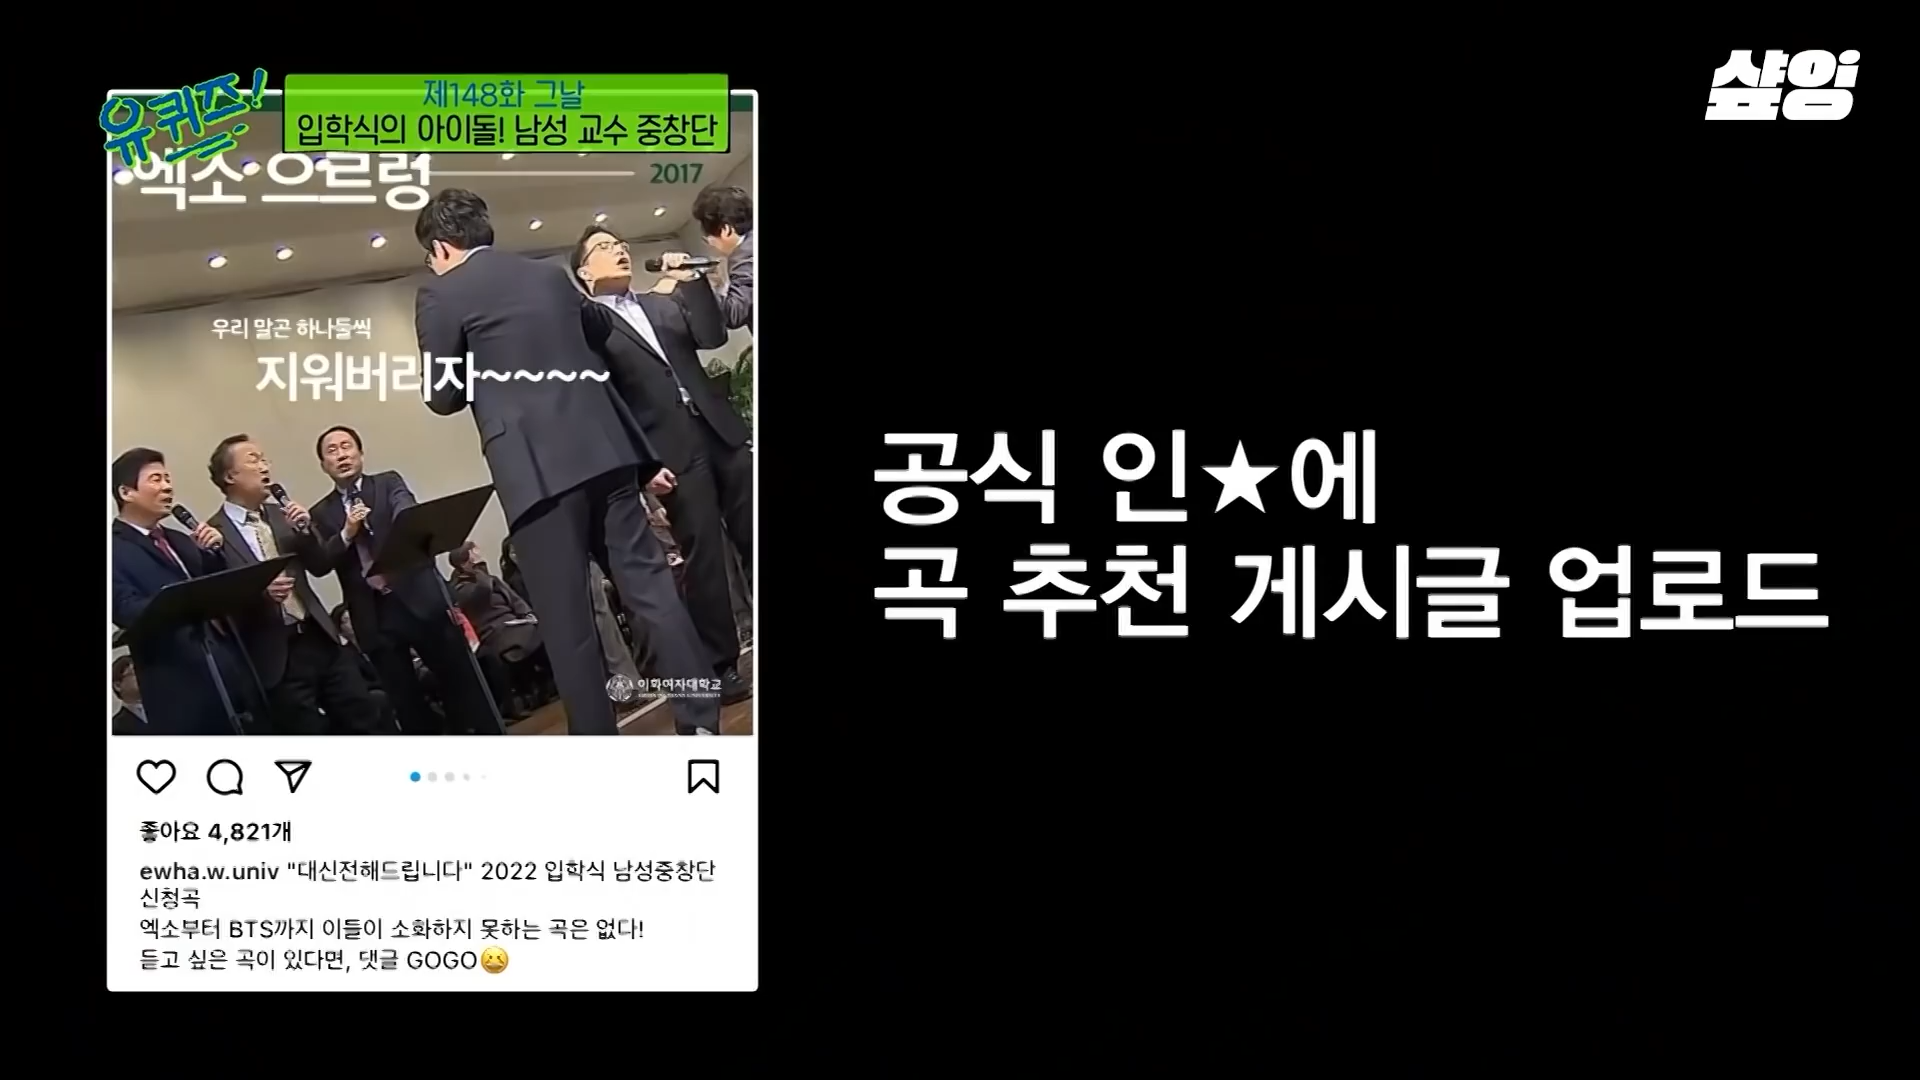 유퀴즈!
제148화 그날
입학식의 아이돌! 남성 교수 중창단
샾잉
엑소·으르렁
2017
우리 말곤 하나둘씩
지워버리자~~~~
이화여자대학교
공식 인★에
곡 추천 게시글 업로드
좋아요 4,821개
ewha.w.univ "대신전해드립니다" 2022 입학식 남성중창단
신청곡
엑소부터 BTS까지 이들이 소화하지 못하는 곡은 없다!
듣고 싶은 곡이 있다면, 댓글 GOGO😆